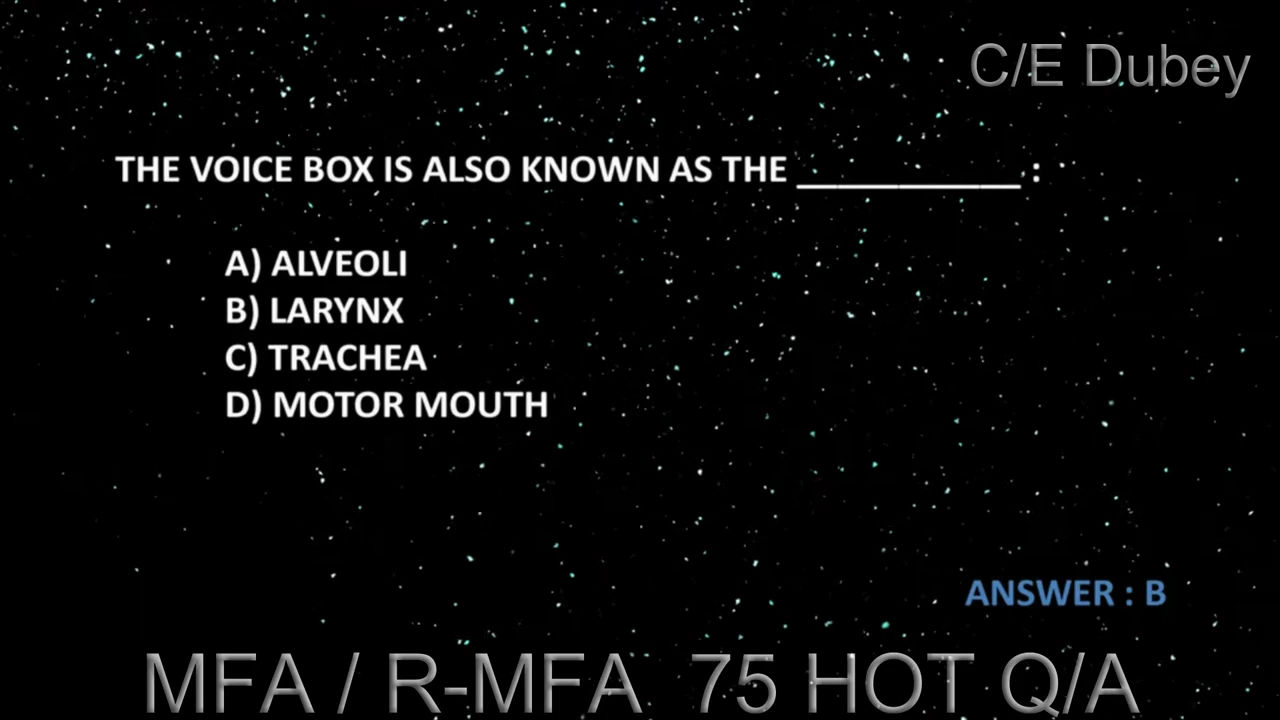 C/E Dubey
THE VOICE BOX IS ALSO KNOWN AS THE ____________ :
A) ALVEOLI
B) LARYNX
C) TRACHEA
D) MOTOR MOUTH
ANSWER : B
MFA / R-MFA 75 HOT Q/A